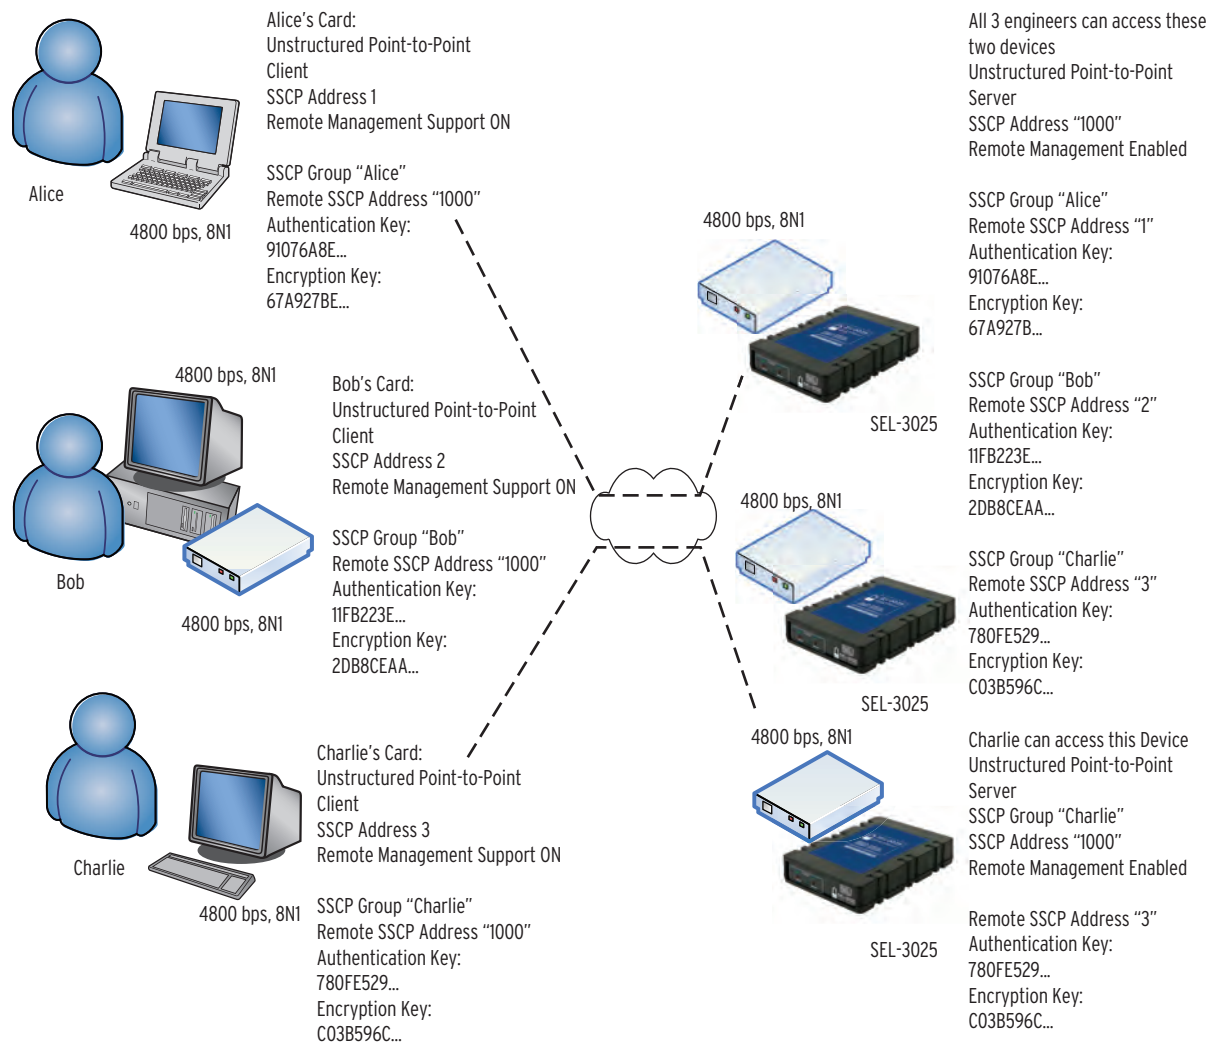 Alice's Card:
Unstructured Point-to-Point
Client
SSCP Address 1
Remote Management Support ON
SSCP Group “Alice”
Remote SSCP Address “1000”
Authentication Key:
91076A8E...
Encryption Key:
67A927BE...
Alice
4800 bps, 8N1
4800 bps, 8N1
Bob's Card:
Unstructured Point-to-Point
Client
SSCP Address 2
Remote Management Support ON
SSCP Group “Bob”
Remote SSCP Address “1000”
Authentication Key:
11FB223E...
Encryption Key:
2DB8CEAA...
Bob
4800 bps, 8N1
Charlie's Card:
Unstructured Point-to-Point
Client
SSCP Address 3
Remote Management Support ON
SSCP Group “Charlie”
Remote SSCP Address “1000”
Authentication Key:
780FE529...
Encryption Key:
C03B596C...
Charlie
4800 bps, 8N1
4800 bps, 8N1
SEL-3025
4800 bps, 8N1
SEL-3025
4800 bps, 8N1
SEL-3025
All 3 engineers can access these
two devices
Unstructured Point-to-Point
Server
SSCP Address “1000”
Remote Management Enabled
SSCP Group “Alice”
Remote SSCP Address “1”
Authentication Key:
91076A8E...
Encryption Key:
67A927B...
SSCP Group “Bob”
Remote SSCP Address “2”
Authentication Key:
11FB223E...
Encryption Key:
2DB8CEAA...
SSCP Group “Charlie”
Remote SSCP Address “3”
Authentication Key:
780FE529...
Encryption Key:
C03B596C...
Charlie can access this Device
Unstructured Point-to-Point
Server
SSCP Group “Charlie”
SSCP Address “1000”
Remote Management Enabled
Remote SSCP Address “3”
Authentication Key:
780FE529...
Encryption Key:
C03B596C...